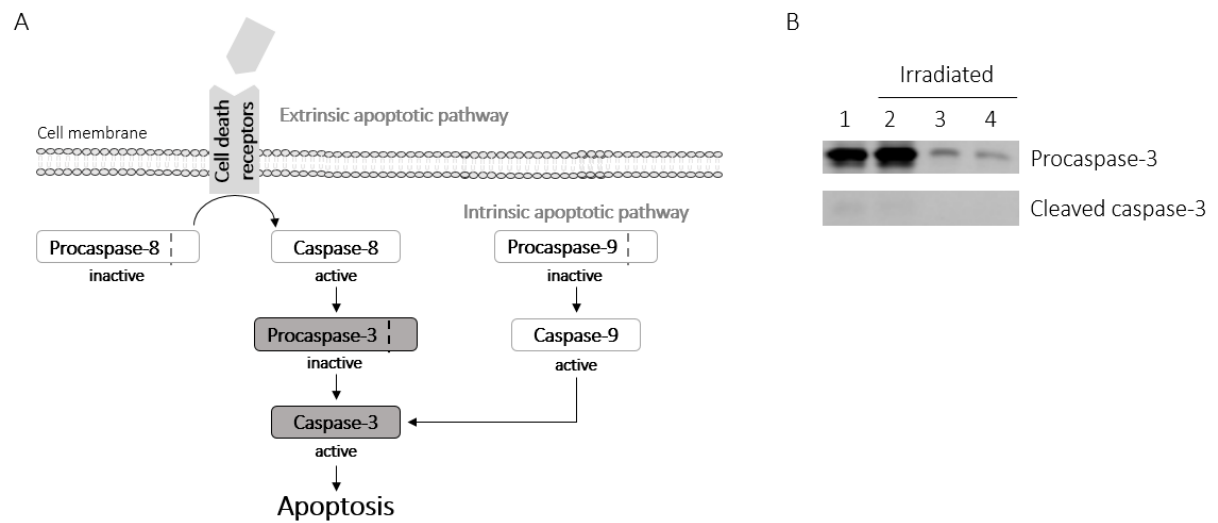 A
Cell death
receptors
Extrinsic apoptotic pathway
Cell membrane
Intrinsic apoptotic pathway
Procaspase-8
inactive
Caspase-8
active
Procaspase-9
inactive
Procaspase-3
inactive
Caspase-9
active
Caspase-3
active
Apoptosis
B
Irradiated
1 2 3 4
Procaspase-3
Cleaved caspase-3